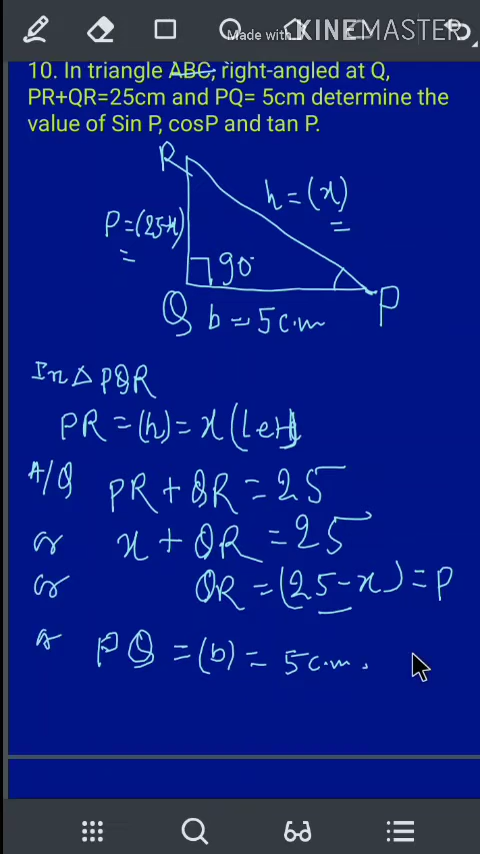 Made with KINEMASTER
10. In triangle ABC, right-angled at Q,
PR+QR=25cm and PQ= 5cm determine the
value of Sin P, cosP and tan P.
R
h = (x)
P = (25-x)
90°
Q b = 5c.m P
In △ PQR
PR = (h) = x (Let)
A/Q PR + QR = 25
or x + QR = 25
or QR = (25-x) = P
or PQ = (b) = 5c.m.